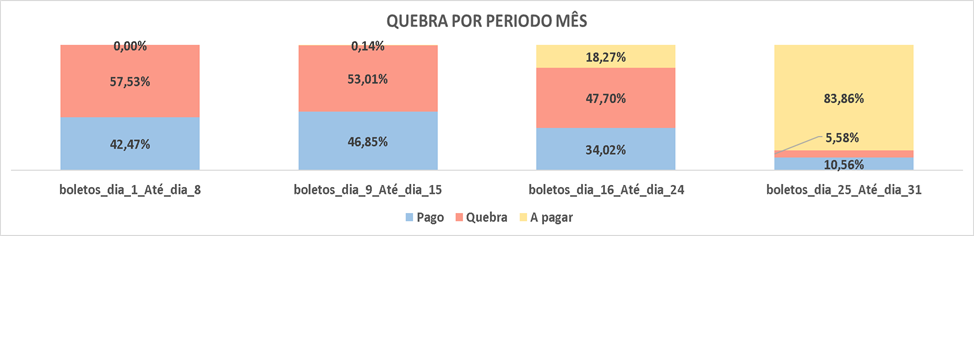 QUEBRA POR PERIODO MÊS
0,00%
57,53%
42,47%
0,14%
53,01%
46,85%
18,27%
47,70%
34,02%
83,86%
5,58%
10,56%
boletos_dia_1_Até_dia_8
boletos_dia_9_Até_dia_15
boletos_dia_16_Até_dia_24
boletos_dia_25_Até_dia_31
Pago
Quebra
A pagar